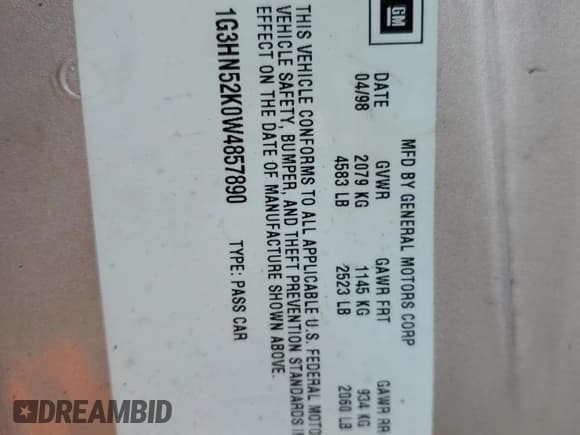 GM
MFD BY GENERAL MOTORS CORP
DATE GVWR GAWR FRT GAWR RR
04/98 2079 KG 1145 KG 934 KG
4583 LB 2523 LB 2060 LB
THIS VEHICLE CONFORMS TO ALL APPLICABLE U.S. FEDERAL
VEHICLE SAFETY, BUMPER, AND THEFT PREVENTION STANDARDS
EFFECT ON THE DATE OF MANUFACTURE SHOWN ABOVE.
1G3HN52K0W4857890 TYPE: PASS CAR
DREAMBID